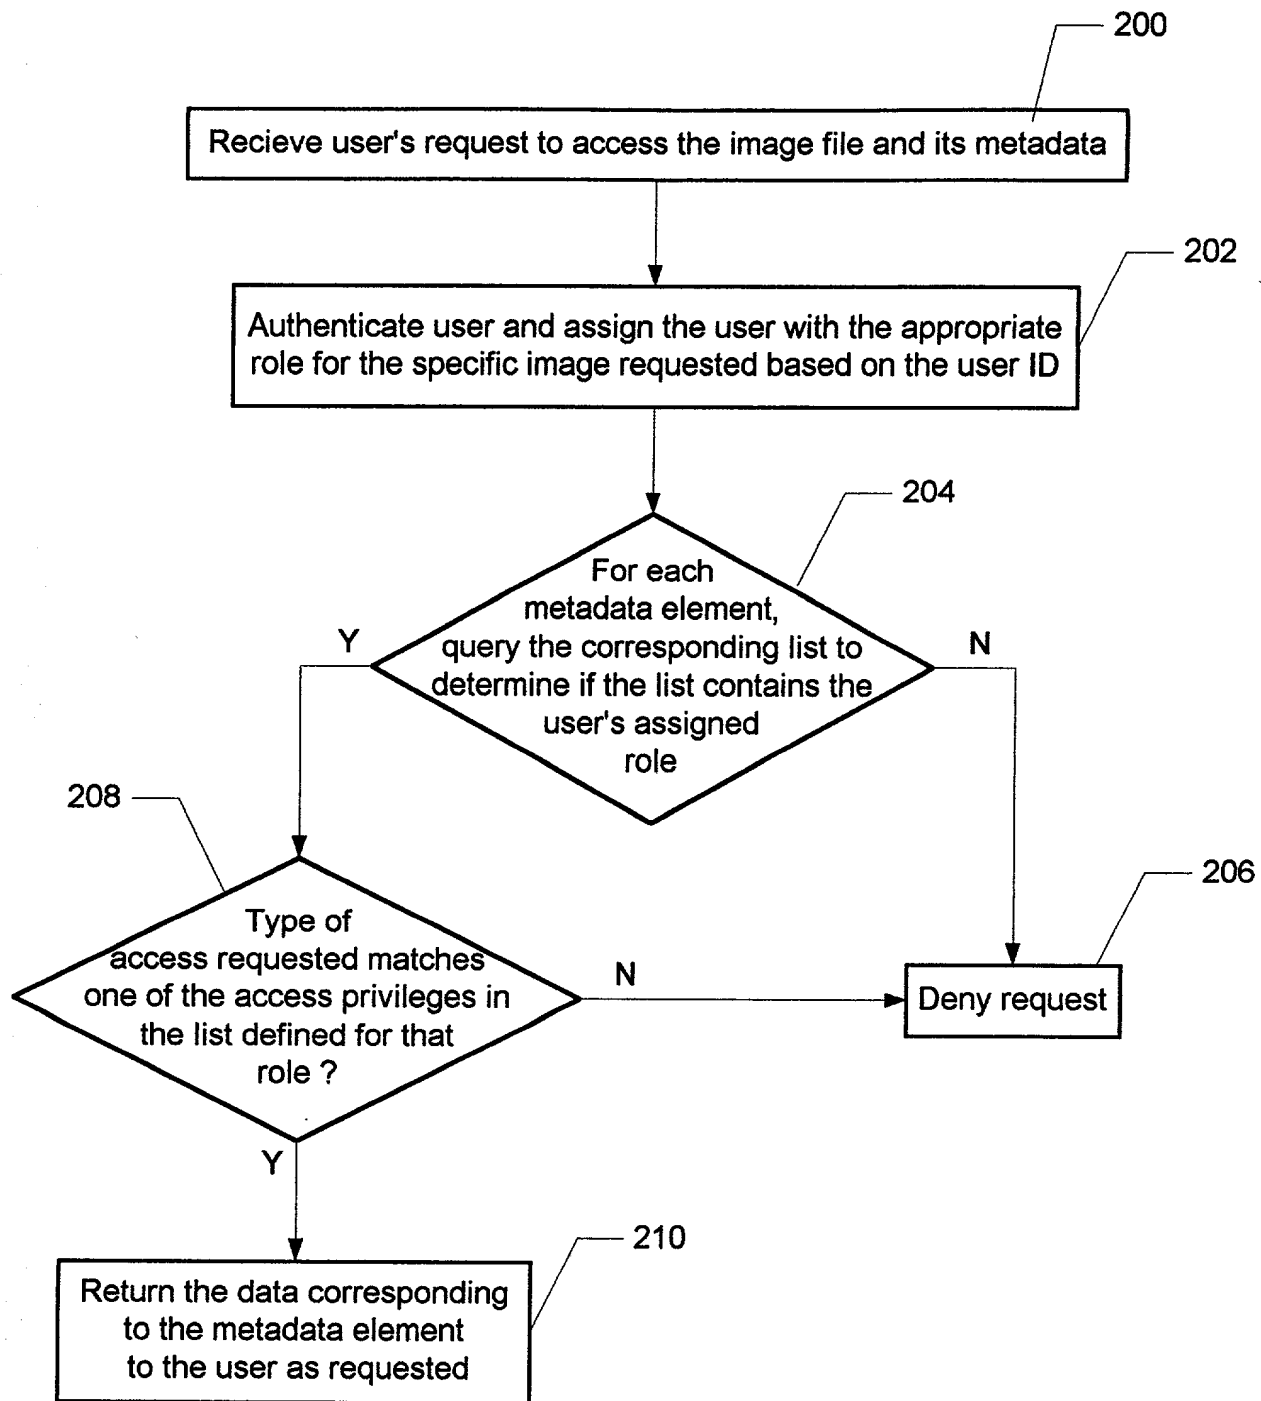 200
Recieve user's request to access the image file and its metadata
202
Authenticate user and assign the user with the appropriate
role for the specific image requested based on the user ID
204
For each
metadata element,
query the corresponding list to
determine if the list contains the
user's assigned
role
Y
N
208
206
Type of
access requested matches
one of the access privileges in
the list defined for that
role ?
N
Deny request
Y
210
Return the data corresponding
to the metadata element
to the user as requested